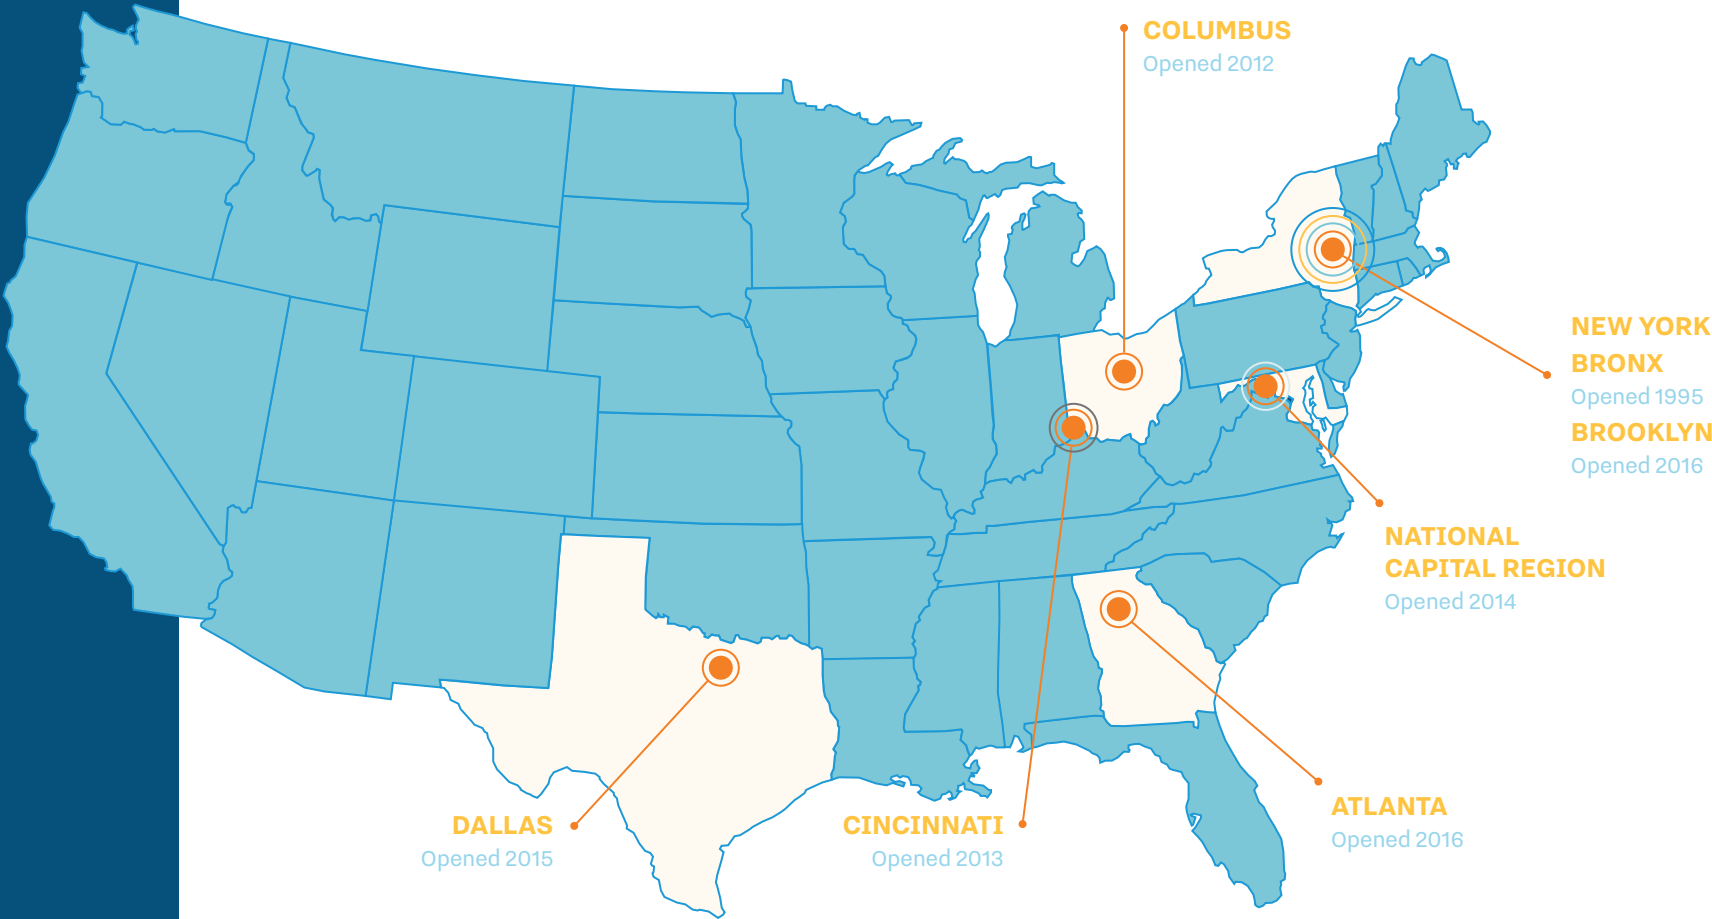 COLUMBUS
Opened 2012
NEW YORK
BRONX
Opened 1995
BROOKLYN
Opened 2016
NATIONAL
CAPITAL REGION
Opened 2014
ATLANTA
Opened 2016
CINCINNATI
Opened 2013
DALLAS
Opened 2015